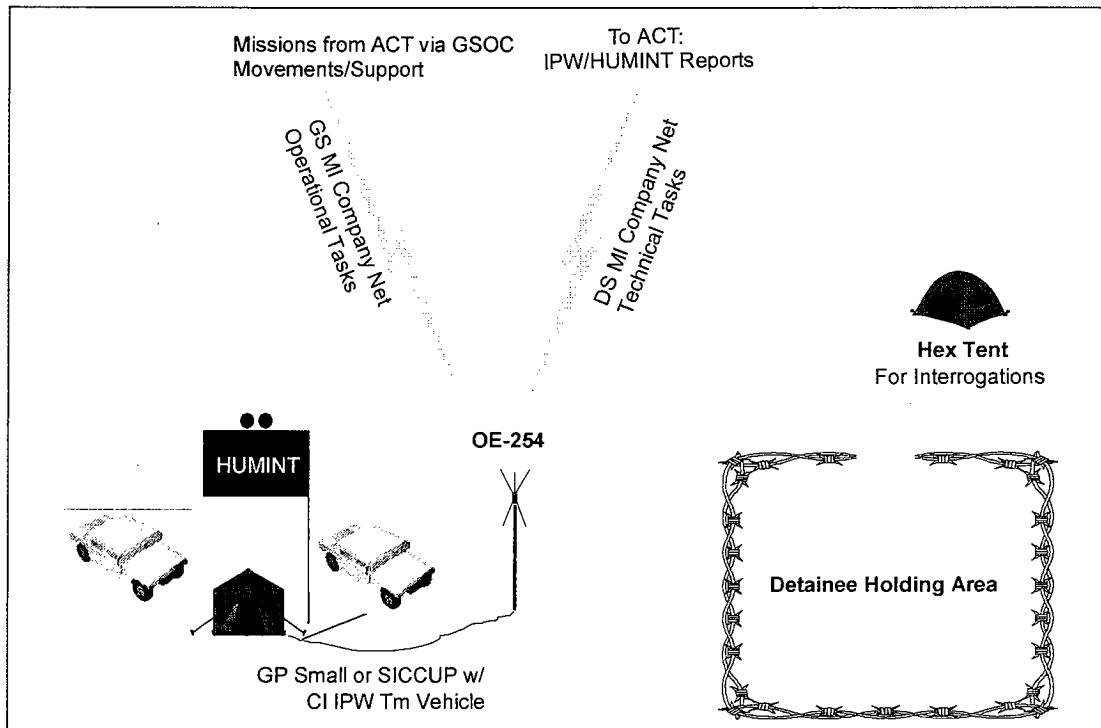 Missions from ACT via GSOC
Movements/Support
To ACT:
IPW/HUMINT Reports
GS MI Company Net
Operational Tasks
DS MI Company Net
Technical Tasks
Hex Tent
For Interrogations
HUMINT
OE-254
Detainee Holding Area
GP Small or SICCUP w/
CI IPW Tm Vehicle